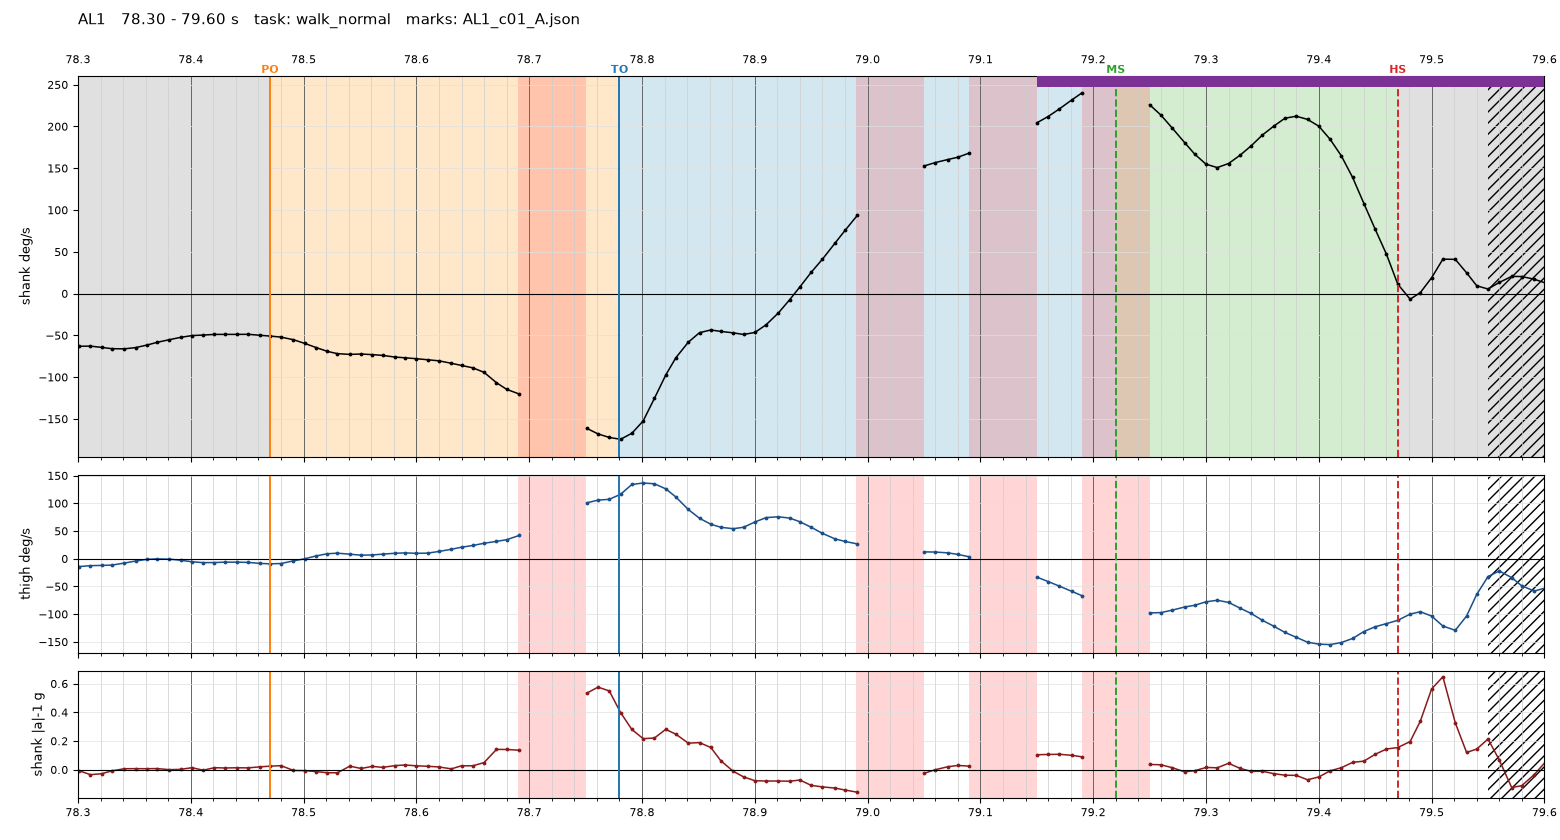 AL1   78.30 - 79.60 s   task: walk_normal   marks: AL1_c01_A.json
78.3 78.4 78.5 78.6 78.7 78.8 78.9 79.0 79.1 79.2 79.3 79.4 79.5 79.6
PO TO MS HS
shank deg/s
250
200
150
100
50
0
−50
−100
−150
thigh deg/s
150
100
50
0
−50
−100
−150
shank |a|-1 g
0.6
0.4
0.2
0.0
78.3 78.4 78.5 78.6 78.7 78.8 78.9 79.0 79.1 79.2 79.3 79.4 79.5 79.6